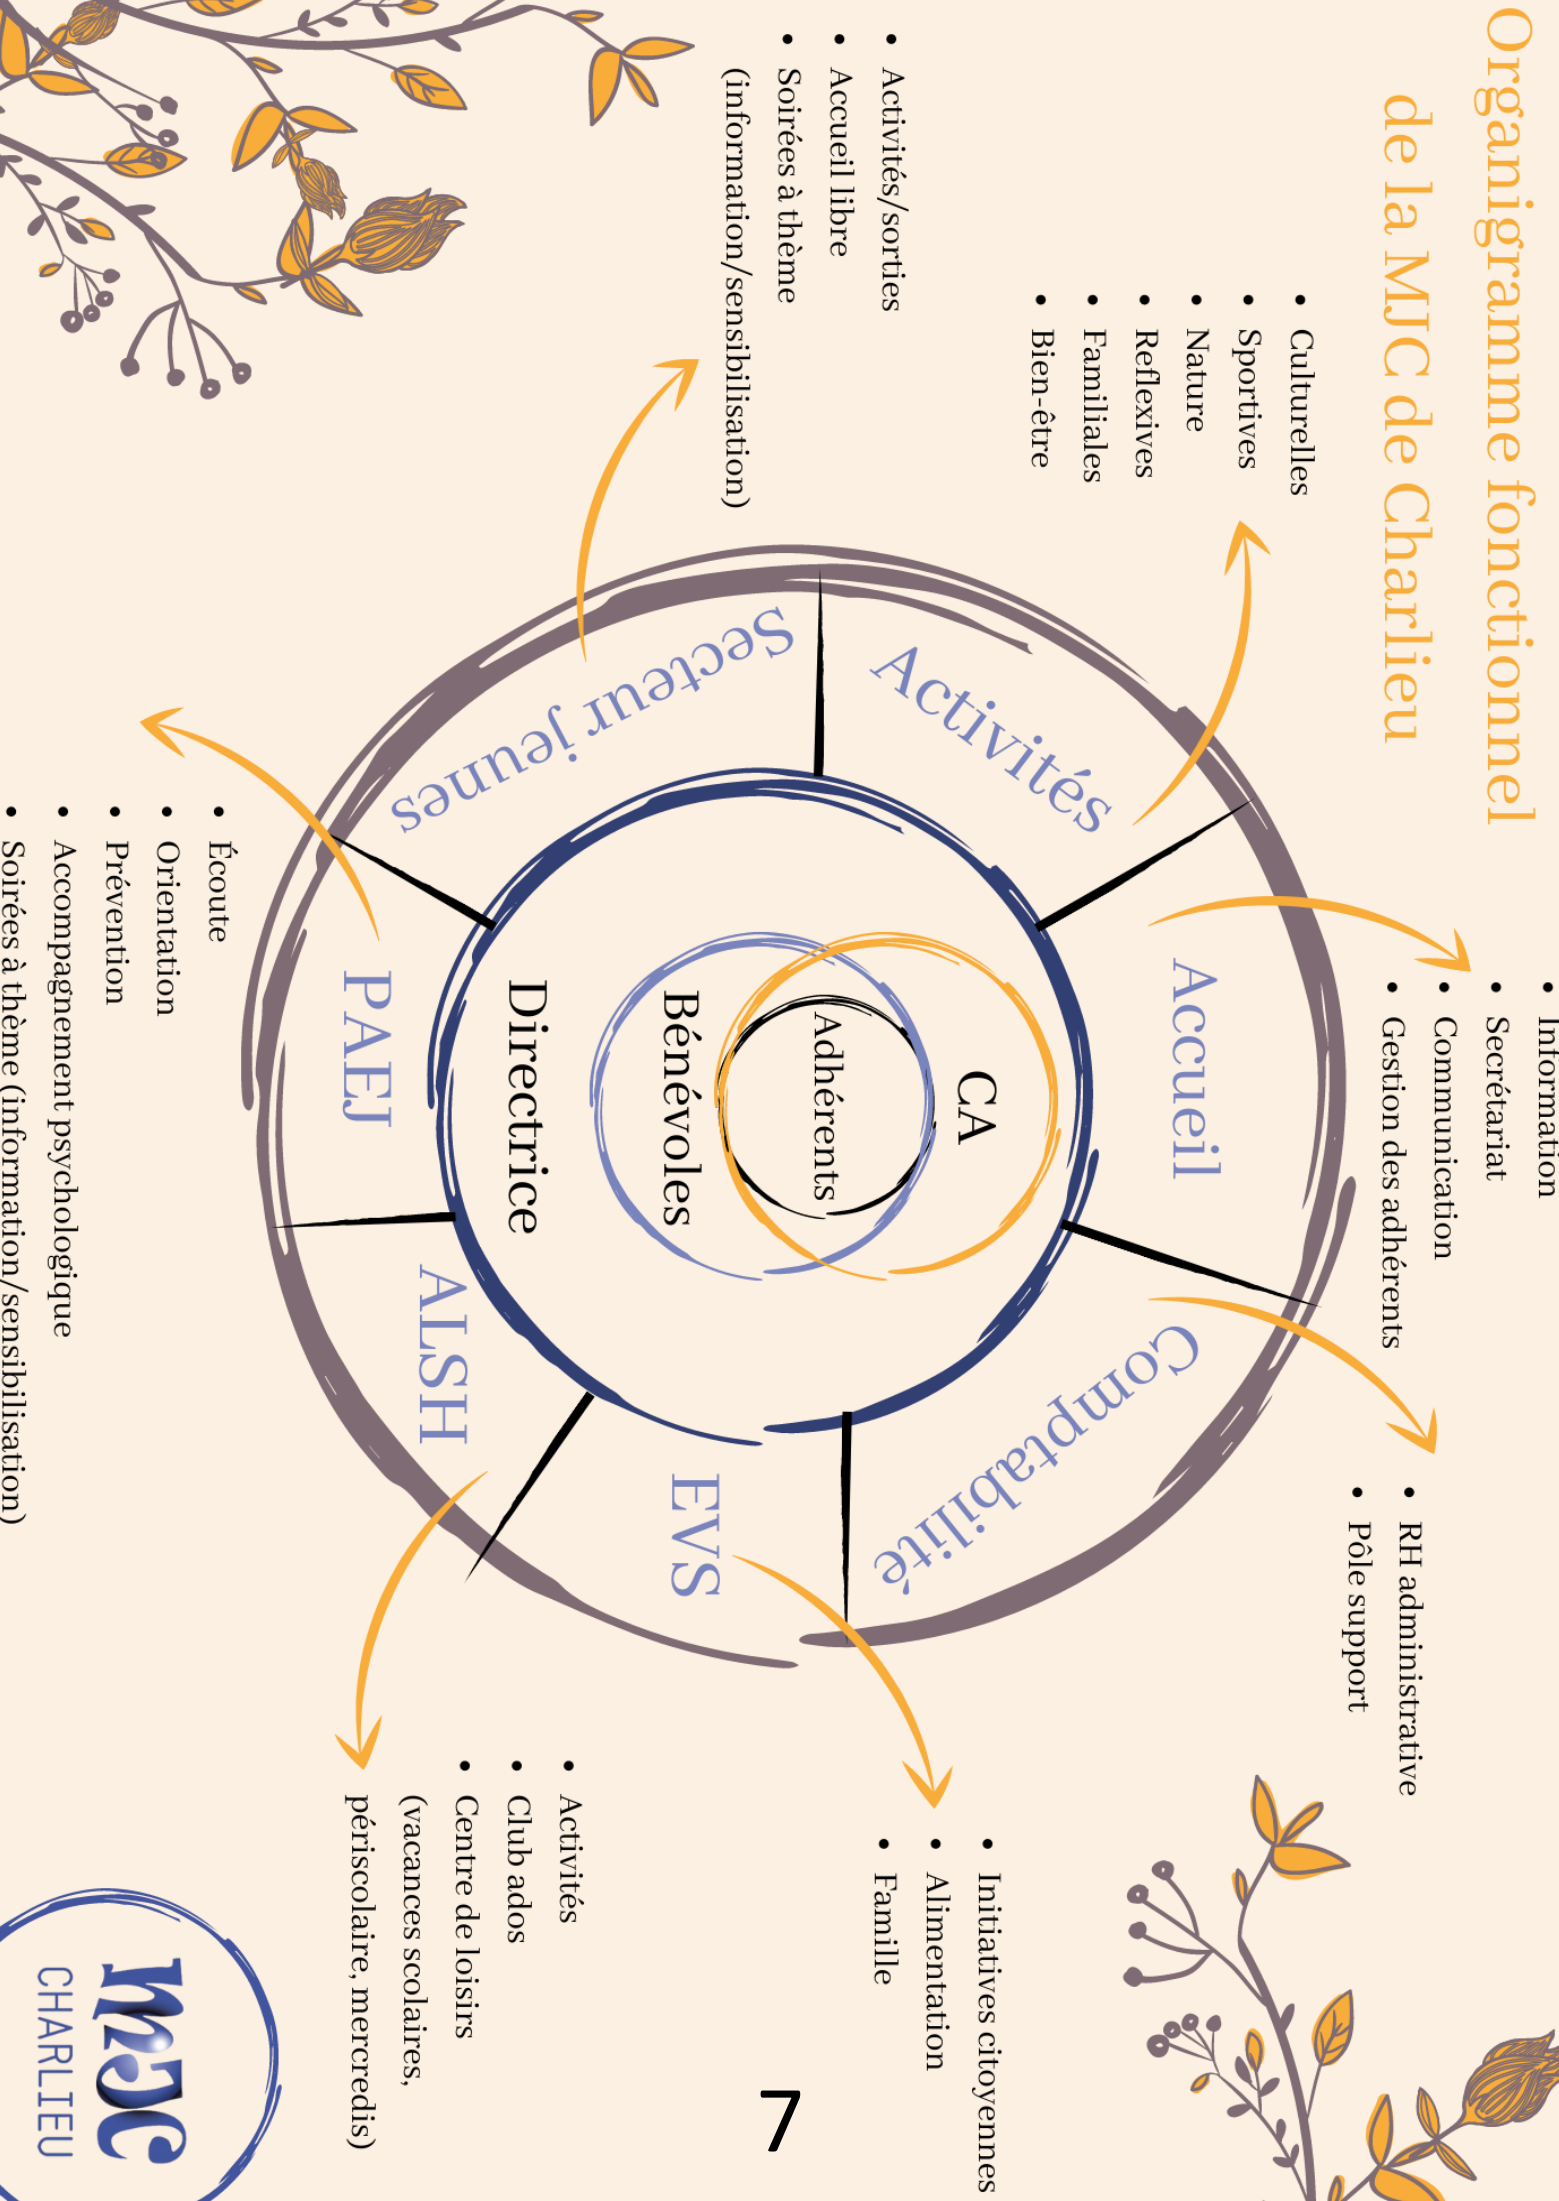 Organigramme fonctionnel
de la MJC de Charlieu
• Culturelles
• Sportives
• Nature
• Reflexives
• Familiales
• Bien-être
• Information
• Secrétariat
• Communication
• Gestion des adhérents
• RH administrative
• Pôle support
• Activités/sorties
• Accueil libre
• Soirées à thème
(information/sensibilisation)
Activités
Accueil
Comptabilité
Secteur jeunes
CA
Adhérents
Bénévoles
Directrice
PAEJ
ALSH
EVS
• Initiatives citoyennes
• Alimentation
• Famille
• Activités
• Club ados
• Centre de loisirs
(vacances scolaires,
périscolaire, mercredis)
• Écoute
• Orientation
• Prévention
• Accompagnement psychologique
• Soirées à thème (information/sensibilisation)
MJC
CHARLIEU
7